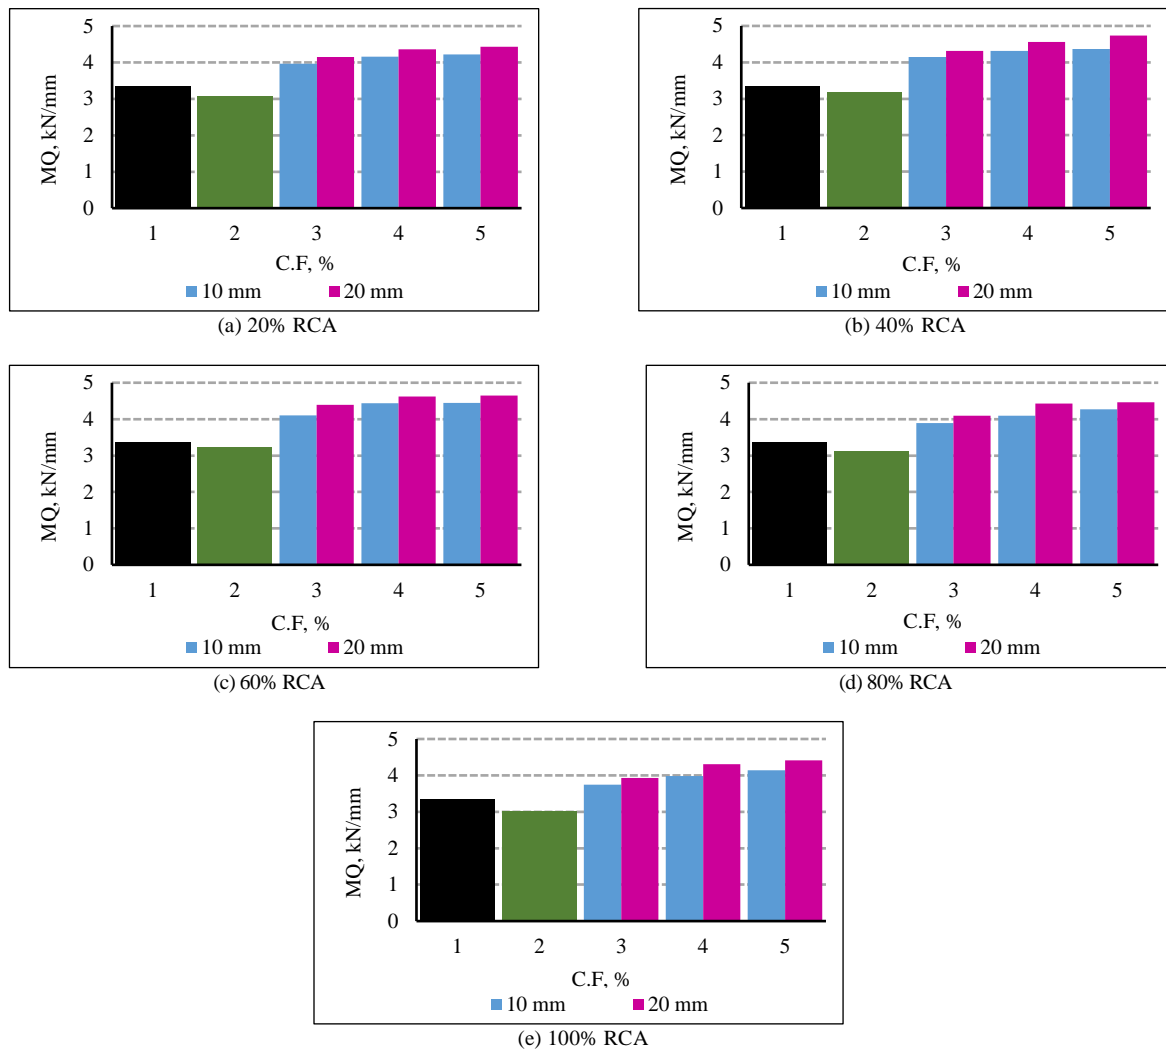 5
4
3
2
1
0
MQ, kN/mm
1 2 3 4 5
C.F, %
10 mm 20 mm
(a) 20% RCA
5
4
3
2
1
0
MQ, kN/mm
1 2 3 4 5
C.F, %
10 mm 20 mm
(b) 40% RCA
5
4
3
2
1
0
MQ, kN/mm
1 2 3 4 5
C.F, %
10 mm 20 mm
(c) 60% RCA
5
4
3
2
1
0
MQ, kN/mm
1 2 3 4 5
C.F, %
10 mm 20 mm
(d) 80% RCA
5
4
3
2
1
0
MQ, kN/mm
1 2 3 4 5
C.F, %
10 mm 20 mm
(e) 100% RCA